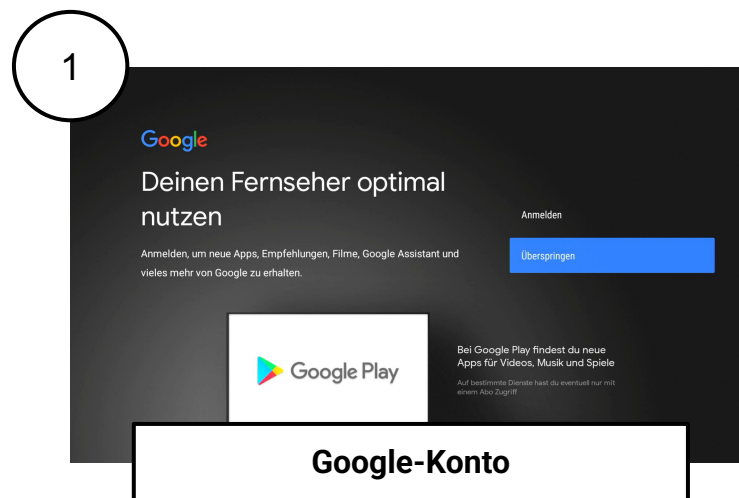 1
Google
Deinen Fernseher optimal
nutzen
Anmelden, um neue Apps, Empfehlungen, Filme, Google Assistant und
vieles mehr von Google zu erhalten.
Anmelden
Überspringen
Google Play
Bei Google Play findest du neue
Apps für Videos, Musik und Spiele
Auf bestimmte Dienste hast du eventuell nur mit
einem Abo Zugriff
Google-Konto